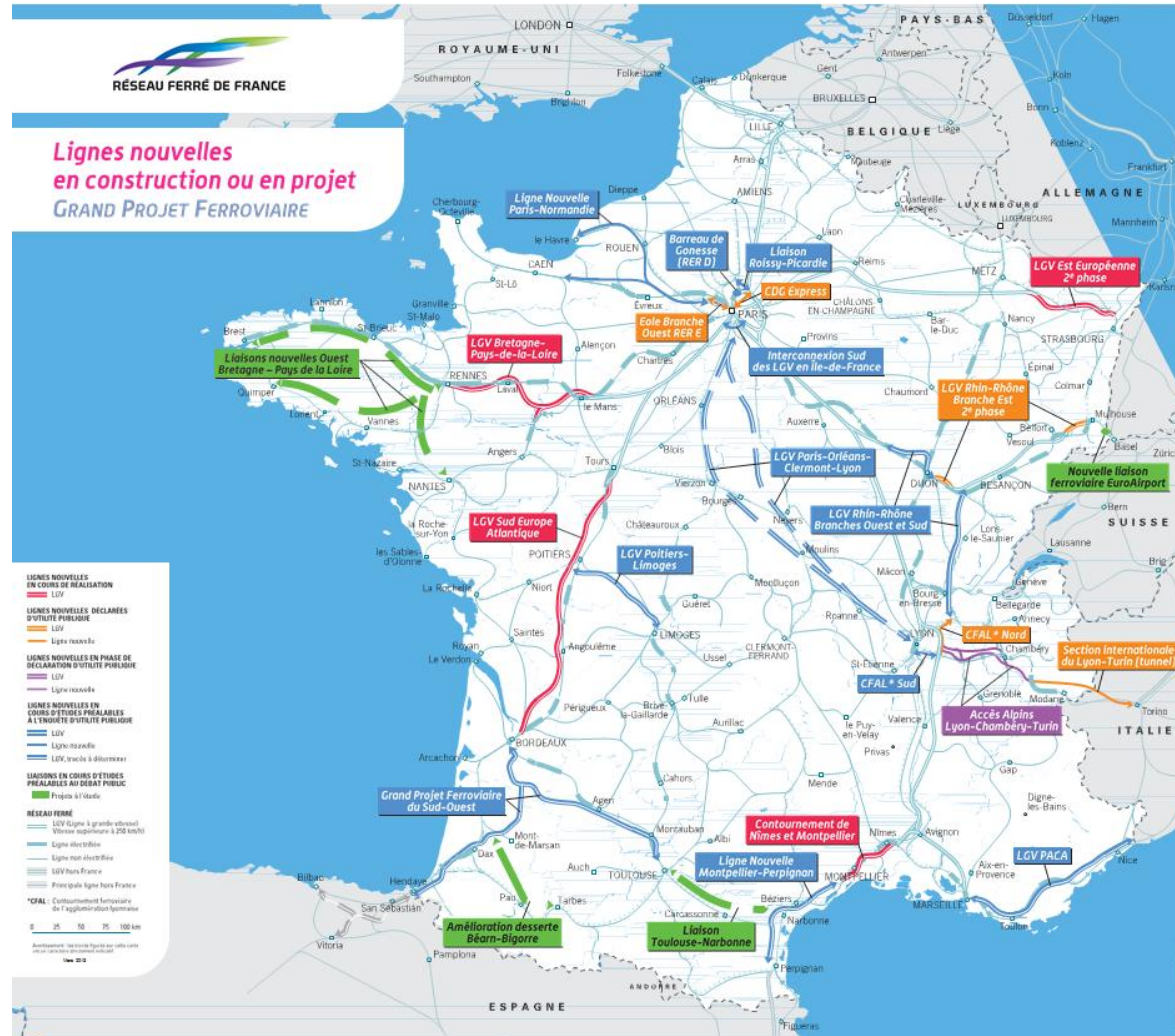 RÉSEAU FERRÉ DE FRANCE
Lignes nouvelles
en construction ou en projet
GRAND PROJET FERROVIAIRE
LONDON
ROYAUME-UNI
Southampton
Brighton
Folkestone
Calais
Dunkerque
PAYS-BAS
Antwerpen
Gent
BRUXELLES
BELGIQUE
Liège
Düsseldorf
Hagen
Koln
Bonn
Koblenz
Frankfurt
ALLEMAGNE
Mannheim
LUXEMBOURG
LUXEMBOURG
LILLE
Arras
Maubeuge
AMIENS
Charleville-
Mézières
Laon
Reims
Dieppe
Cherbourg-
Octeville
le Havre
ROUEN
CAEN
St-Lô
Évreux
Ligne Nouvelle
Paris-Normandie
Barreau de
Gonesse
(RER D)
Liaison
Roissy-Picardie
CDG Express
Eole Branche
Ouest RER E
PARIS
Interconnexion Sud
des LGV en Île-de-France
METZ
LGV Est Européenne
2e phase
CHÂLONS
EN-CHAMPAGNE
Bar-
le-Duc
Nancy
STRASBOURG
Provins
Chaumond
Épinal
Colmar
Mulhouse
Basel
Lannion
Brest
St-Brieuc
Granville
St-Malo
Alençon
Chartres
Liaisons nouvelles Ouest
Bretagne – Pays de la Loire
LGV Bretagne-
Pays-de-la-Loire
RENNES
Laval
le Mans
Quimper
Lorient
Vannes
Angers
St-Nazaire
NANTES
Tours
Blois
ORLÉANS
Auxerre
LGV Rhin-Rhône
Branche Est
2e phase
Belfort
Vesoul
Nouvelle liaison
ferroviaire EuroAirport
DIJON
BESANÇON
Bern
SUISSE
Lausanne
Brig
LGV Paris-Orléans-
Clermont-Lyon
LGV Rhin-Rhône
Branches Ouest et Sud
Vierzon
Bourges
Nevers
Moulins
Lons-
le-Saunier
Mâcon
Bourg
en-Bresse
Genève
Bellegarde
Annecy
la Roche-
sur-Yon
les Sables-
d'Olonne
LGV Sud Europe
Atlantique
Châteauroux
POITIERS
LGV Poitiers-
Limoges
Niort
La Rochelle
Montluçon
Guéret
Roanne
LYON
CFAL* Nord
CFAL* Sud
Chambéry
Section internationale
du Lyon-Turin (tunnel)
Modane
Torino
ITALIE
Saintes
Royan
Le Verdon
Angoulême
LIMOGES
Ussel
CLERMONT-
FERRAND
St-Étienne
Grenoble
Accès Alpins
Lyon-Chambéry-Turin
Périgueux
Tulle
Brive-
la-Gaillarde
Aurillac
le Puy-
en-Velay
Valence
Privas
Gap
BORDEAUX
Arcachon
Cahors
Mende
Digne-
les-Bains
Grand Projet Ferroviaire
du Sud-Ouest
Agen
Montauban
Albi
Contournement de
Nîmes et Montpellier
Nîmes
Avignon
Aix-en-
Provence
LGV PACA
Nice
Mont-
de-Marsan
Dax
Auch
TOULOUSE
Ligne Nouvelle
Montpellier-Perpignan
MONTPELLIER
MARSEILLE
Toulon
Hendaye
Pau
Tarbes
Béziers
Carcassonne
Narbonne
Amélioration desserte
Béarn-Bigorre
Liaison
Toulouse-Narbonne
Perpignan
Bilbao
San Sebastián
Vitoria
Pamplona
ANDORRE
ESPAGNE
Figueras
LIGNES NOUVELLES
EN COURS DE RÉALISATION
LGV
LIGNES NOUVELLES DÉCLARÉES
D'UTILITÉ PUBLIQUE
LGV
Ligne nouvelle
LIGNES NOUVELLES EN PHASE DE
DÉCLARATION D'UTILITÉ PUBLIQUE
LGV
Ligne nouvelle
LIGNES NOUVELLES EN
COURS D'ÉTUDES PRÉALABLES
À L'ENQUÊTE D'UTILITÉ PUBLIQUE
LGV
Ligne nouvelle
LGV, tracés à déterminer
LIAISONS EN COURS D'ÉTUDES
PRÉALABLES AU DÉBAT PUBLIC
Projets à l'étude
RÉSEAU FERRÉ
LGV (Ligne à grande vitesse)
Vitesse supérieure à 250 km/h)
Ligne électrifiée
Ligne non électrifiée
LGV hors France
Principale ligne hors France
*CFAL : Contournement ferroviaire
de l'agglomération lyonnaise
0 25 50 75 100 km